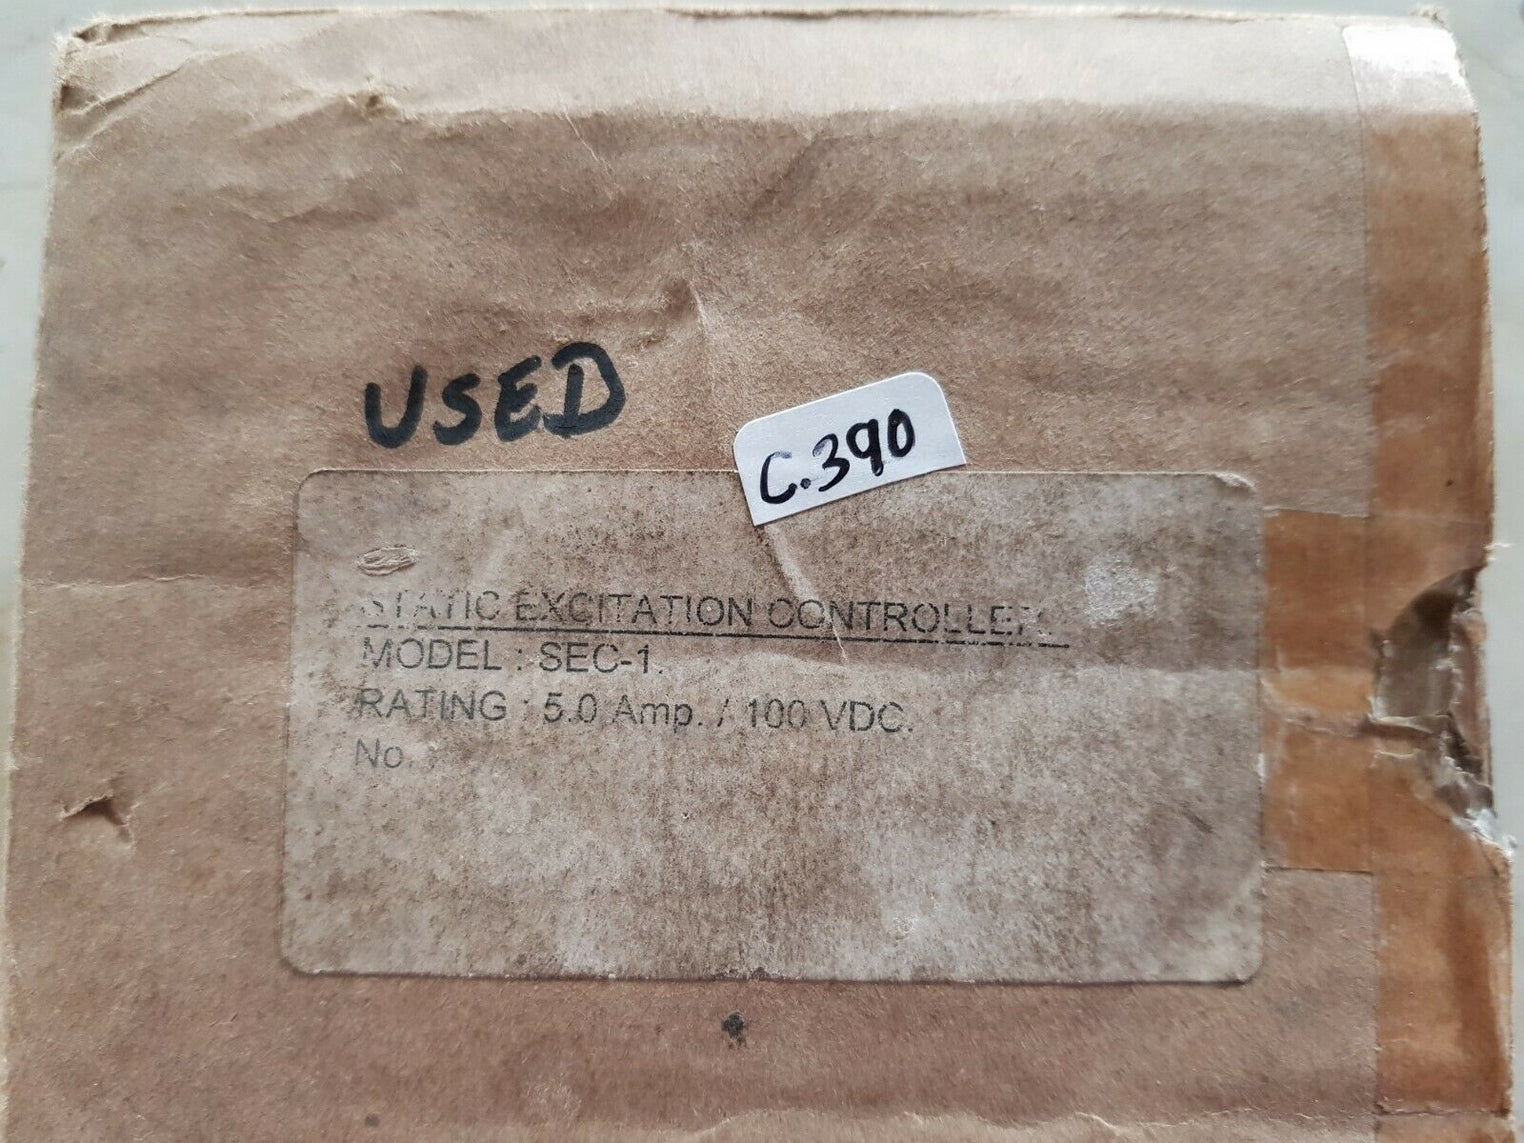 USED
C.390
STATIC EXCITATION CONTROLLER.
MODEL : SEC-1.
RATING : 5.0 Amp. / 100 VDC.
No.